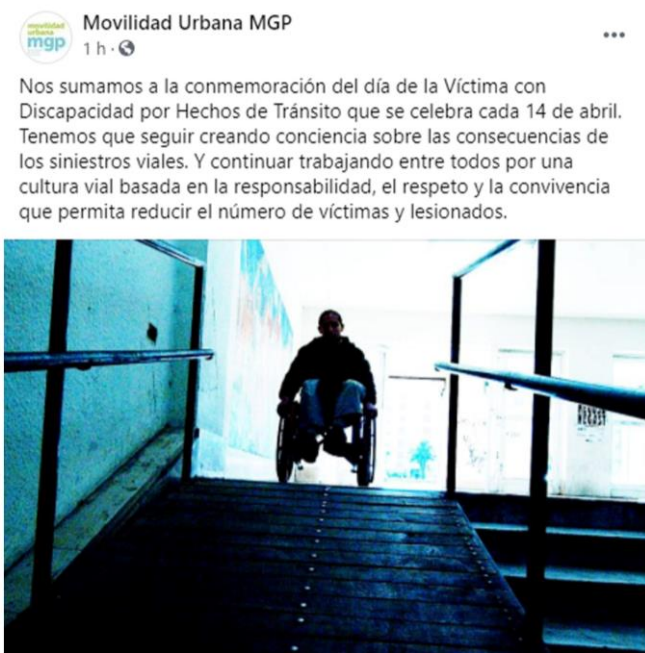 movilidad
urbana
mgp
Movilidad Urbana MGP
1 h ·
Nos sumamos a la conmemoración del día de la Víctima con
Discapacidad por Hechos de Tránsito que se celebra cada 14 de abril.
Tenemos que seguir creando conciencia sobre las consecuencias de
los siniestros viales. Y continuar trabajando entre todos por una
cultura vial basada en la responsabilidad, el respeto y la convivencia
que permita reducir el número de víctimas y lesionados.